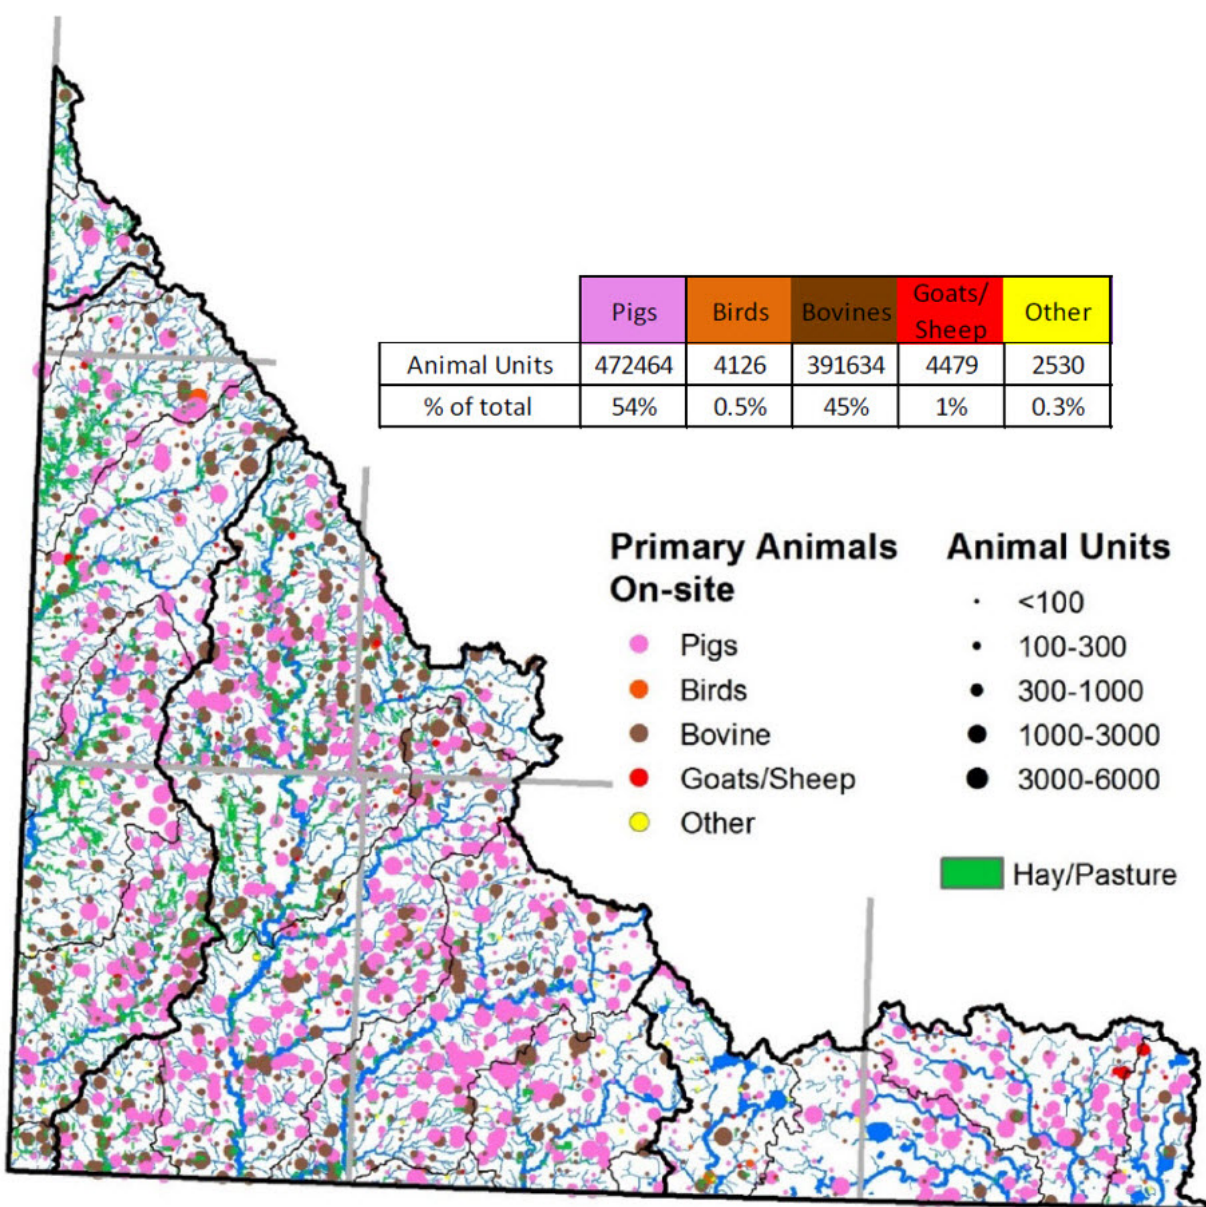 Pigs Birds Bovines Goats/
Sheep Other
Animal Units 472464 4126 391634 4479 2530
% of total 54% 0.5% 45% 1% 0.3%
Primary Animals
On-site
Pigs
Birds
Bovine
Goats/Sheep
Other
Animal Units
<100
100-300
300-1000
1000-3000
3000-6000
Hay/Pasture